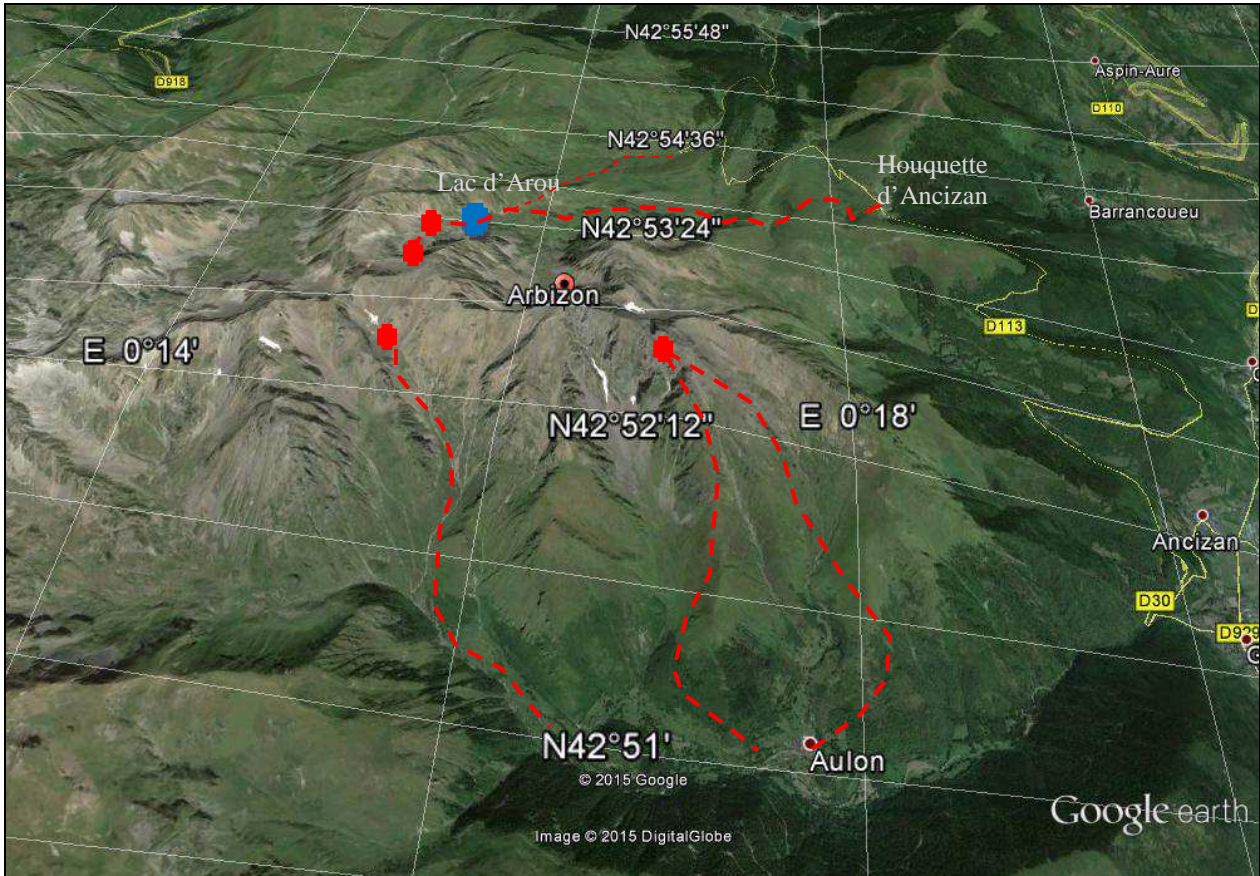 N42°55'48"
Aspin-Aure
D918
D110
N42°54'36"
Houquette
d'Ancizan
Lac d'Arou
Barrancoueu
N42°53'24"
Arbizon
D113
E 0°14'
E 0°18'
N42°52'12"
Ancizan
D30
D929
N42°51'
Aulon
© 2015 Google
Google earth
Image © 2015 DigitalGlobe